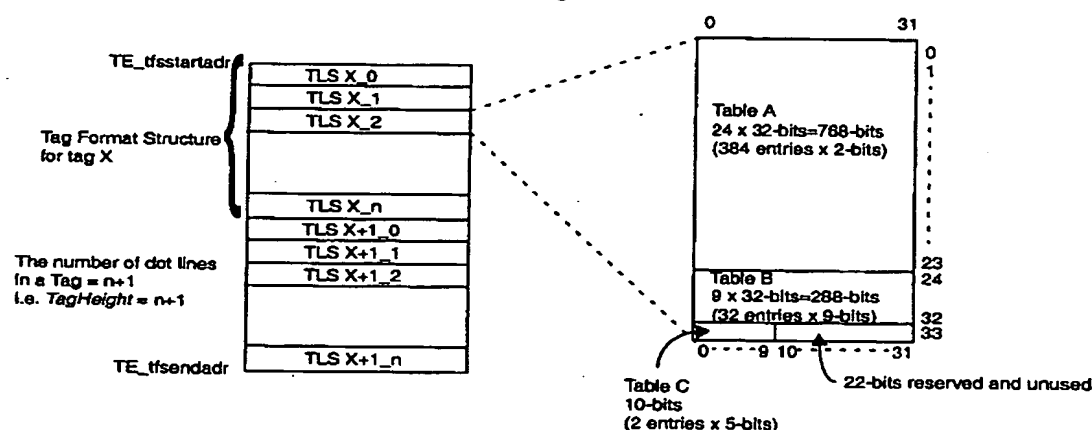 TE_tfsstartadr
TLS X_0
TLS X_1
TLS X_2
Tag Format Structure
for tag X
TLS X_n
TLS X+1_0
TLS X+1_1
TLS X+1_2
The number of dot lines
in a Tag = n+1
i.e. TagHeight = n+1
TLS X+1_n
TE_tfsendadr
0 31
0
1
Table A
24 x 32-bits=768-bits
(384 entries x 2-bits)
23
24
Table B
9 x 32-bits=288-bits
(32 entries x 9-bits)
32
33
0 9 10 31
Table C
10-bits
(2 entries x 5-bits)
22-bits reserved and unused